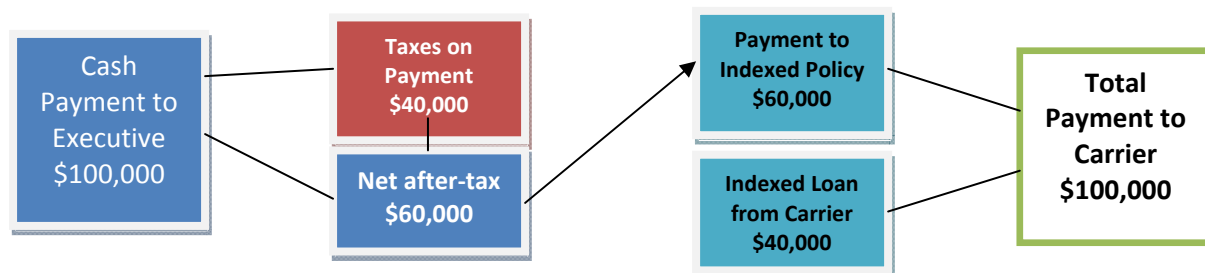 Cash
Payment to
Executive
$100,000
Taxes on
Payment
$40,000
Net after-tax
$60,000
Payment to
Indexed Policy
$60,000
Indexed Loan
from Carrier
$40,000
Total
Payment to
Carrier
$100,000